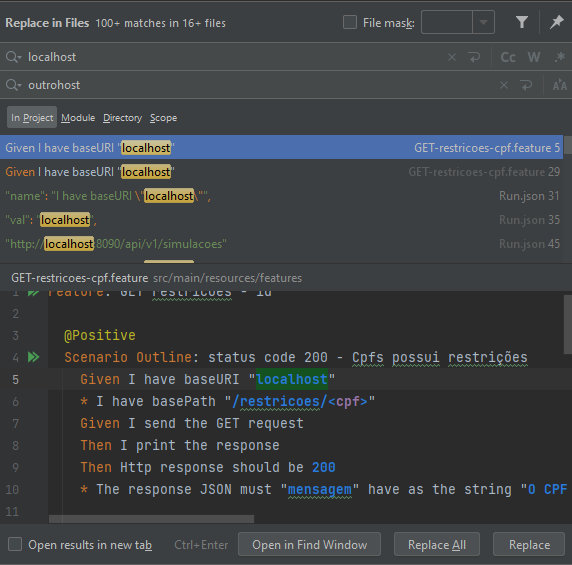 Replace in Files 100+ matches in 16+ files File mask:
localhost Cc W .*
outrohost
In Project Module Directory Scope
Given I have baseURI "localhost" GET-restricoes-cpf.feature 5
Given I have baseURI "localhost" GET-restricoes-cpf.feature 29
"name": "I have baseURI \"localhost\"", Run.json 31
"val": "localhost", Run.json 35
"http://localhost:8090/api/v1/simulacoes" Run.json 45
GET-restricoes-cpf.feature src/main/resources/features
1 Feature: GET restricoes - id
2
3 @Positive
4 Scenario Outline: status code 200 - Cpfs possui restrições
5 Given I have baseURI "localhost"
6 * I have basePath "/restricoes/<cpf>"
7 Given I send the GET request
8 Then I print the response
9 Then Http response should be 200
10 * The response JSON must "mensagem" have as the string "O CPF
11
Open results in new tab Ctrl+Enter Open in Find Window Replace All Replace